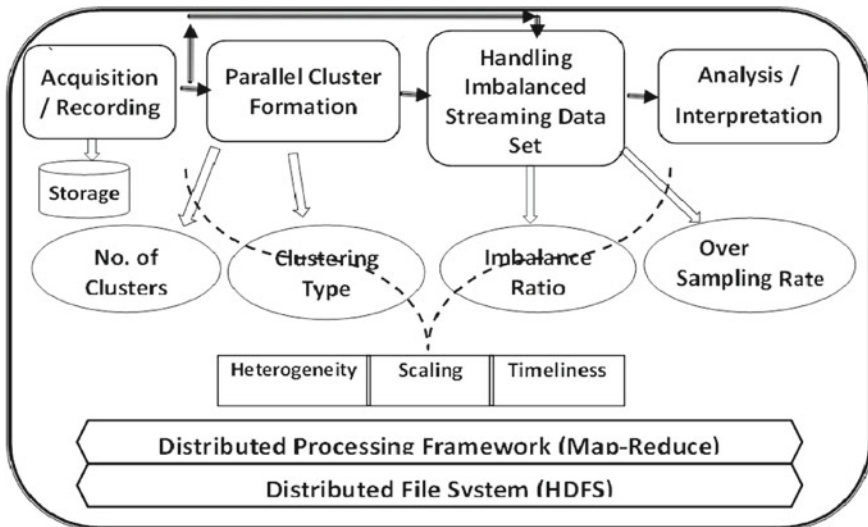 Acquisition
/ Recording
Parallel Cluster
Formation
Handling
Imbalanced
Streaming Data
Set
Analysis /
Interpretation
Storage
No. of
Clusters
Clustering
Type
Imbalance
Ratio
Over
Sampling Rate
Heterogeneity
Scaling
Timeliness
Distributed Processing Framework (Map-Reduce)
Distributed File System (HDFS)